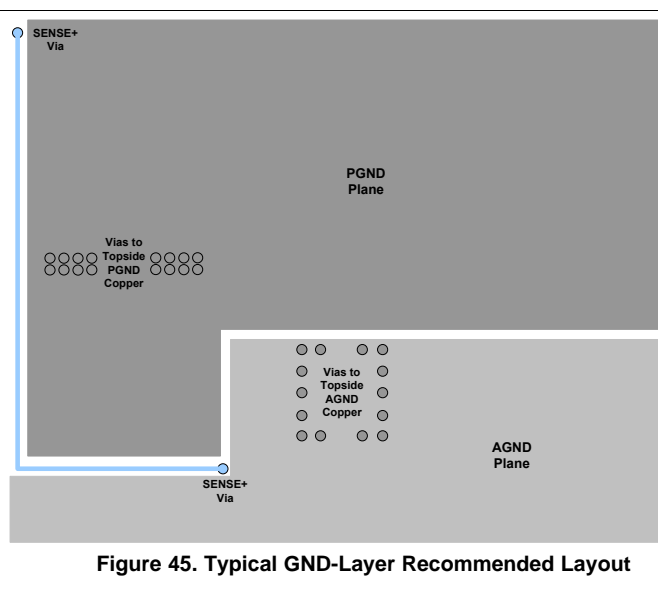 SENSE+
Via
PGND
Plane
Vias to
Topside
PGND
Copper
Vias to
Topside
AGND
Copper
AGND
Plane
SENSE+
Via
Figure 45. Typical GND-Layer Recommended Layout